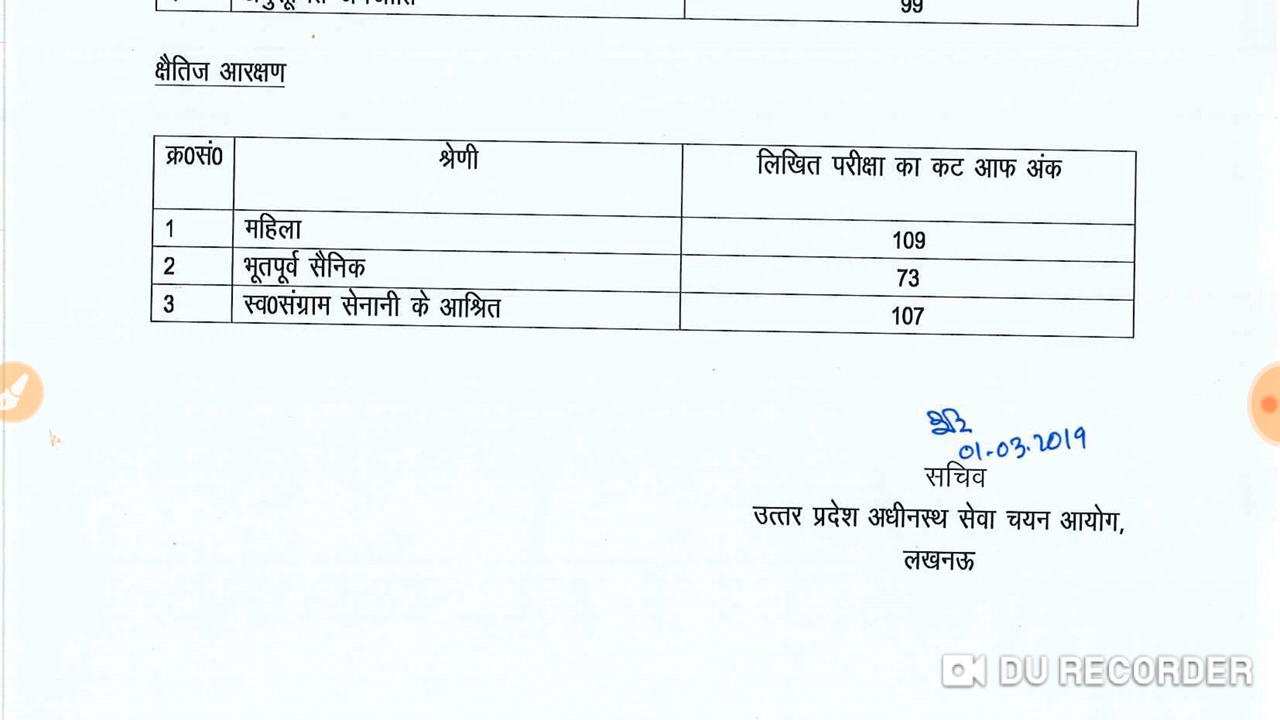 99
क्षैतिज आरक्षण
क्र0सं0 श्रेणी लिखित परीक्षा का कट आफ अंक
1 महिला 109
2 भूतपूर्व सैनिक 73
3 स्व0संग्राम सेनानी के आश्रित 107
01-03.2019
सचिव
उत्तर प्रदेश अधीनस्थ सेवा चयन आयोग,
लखनऊ
DU RECORDER